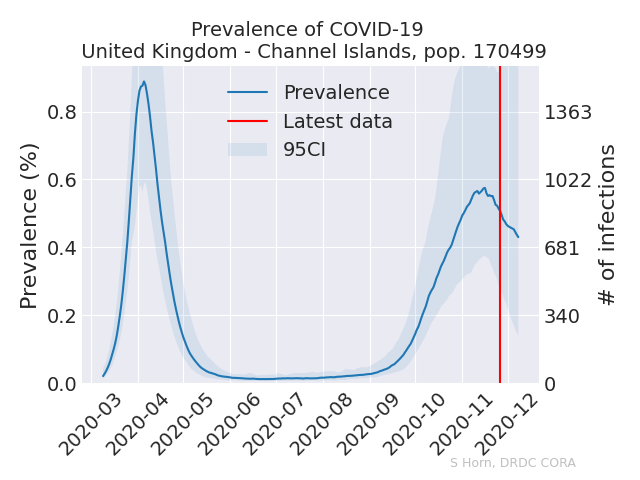 Prevalence of COVID-19
United Kingdom - Channel Islands, pop. 170499
Prevalence
Latest data
95CI
Prevalence (%)
0.8
0.6
0.4
0.2
0.0
1363
1022
681
340
0
# of infections
2020-03
2020-04
2020-05
2020-06
2020-07
2020-08
2020-09
2020-10
2020-11
2020-12
S Horn, DRDC CORA